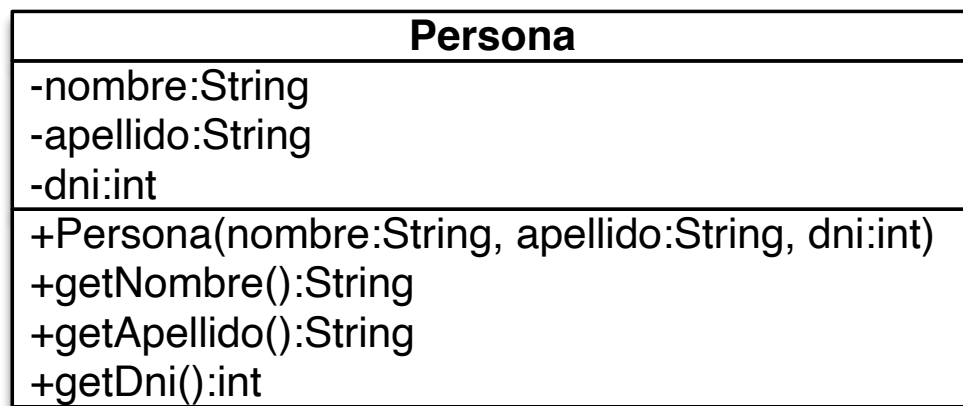 Persona
-nombre:String
-apellido:String
-dni:int
+Persona(nombre:String, apellido:String, dni:int)
+getNombre():String
+getApellido():String
+getDni():int